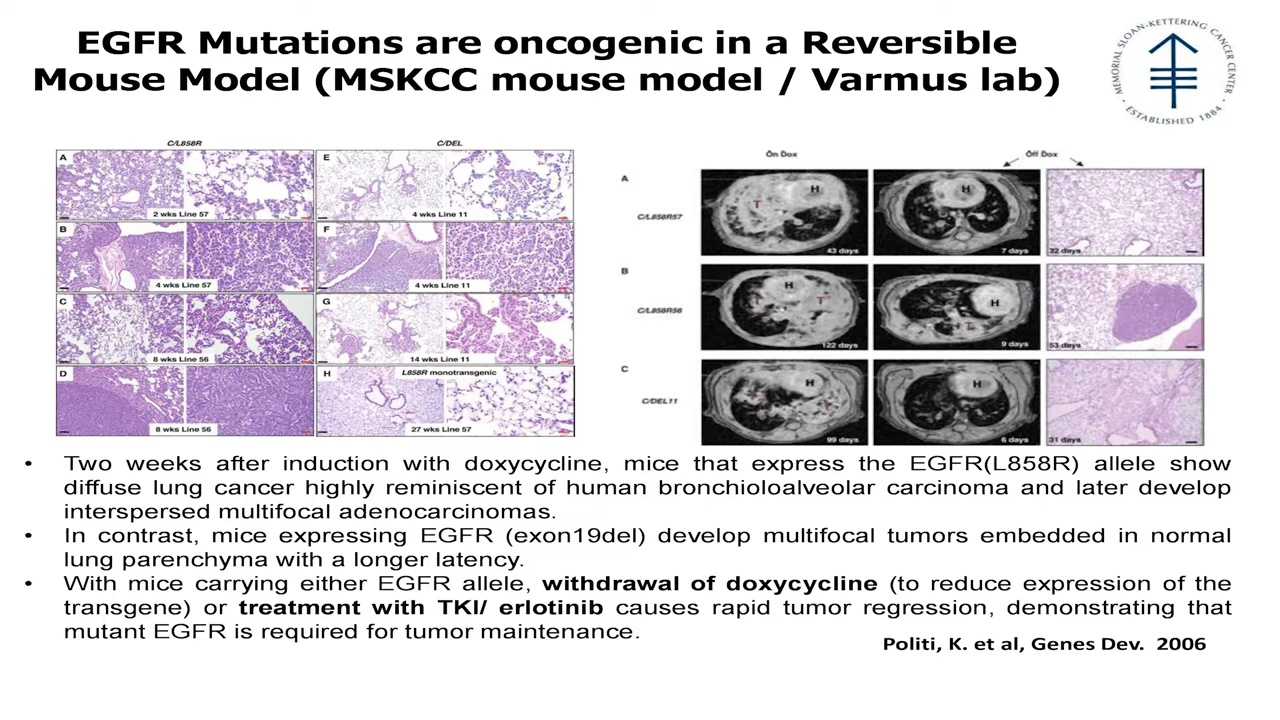 EGFR Mutations are oncogenic in a Reversible
Mouse Model (MSKCC mouse model / Varmus lab)
MEMORIAL SLOAN-KETTERING CANCER CENTER
· ESTABLISHED 1884 ·
C/L858R
C/DEL
A
2 wks Line 57
E
4 wks Line 11
B
4 wks Line 57
F
4 wks Line 11
C
8 wks Line 56
G
14 wks Line 11
D
8 wks Line 56
H
L858R monotransgenic
27 wks Line 57
On Dox
Off Dox
A
C/L858R57
T
H
43 days
H
7 days
32 days
B
C/L858R56
T
H
T
122 days
H
T
9 days
53 days
C
C/DEL11
H
T
99 days
H
6 days
31 days
• Two weeks after induction with doxycycline, mice that express the EGFR(L858R) allele show
diffuse lung cancer highly reminiscent of human bronchioloalveolar carcinoma and later develop
interspersed multifocal adenocarcinomas.
• In contrast, mice expressing EGFR (exon19del) develop multifocal tumors embedded in normal
lung parenchyma with a longer latency.
• With mice carrying either EGFR allele, withdrawal of doxycycline (to reduce expression of the
transgene) or treatment with TKI/ erlotinib causes rapid tumor regression, demonstrating that
mutant EGFR is required for tumor maintenance.
Politi, K. et al, Genes Dev. 2006